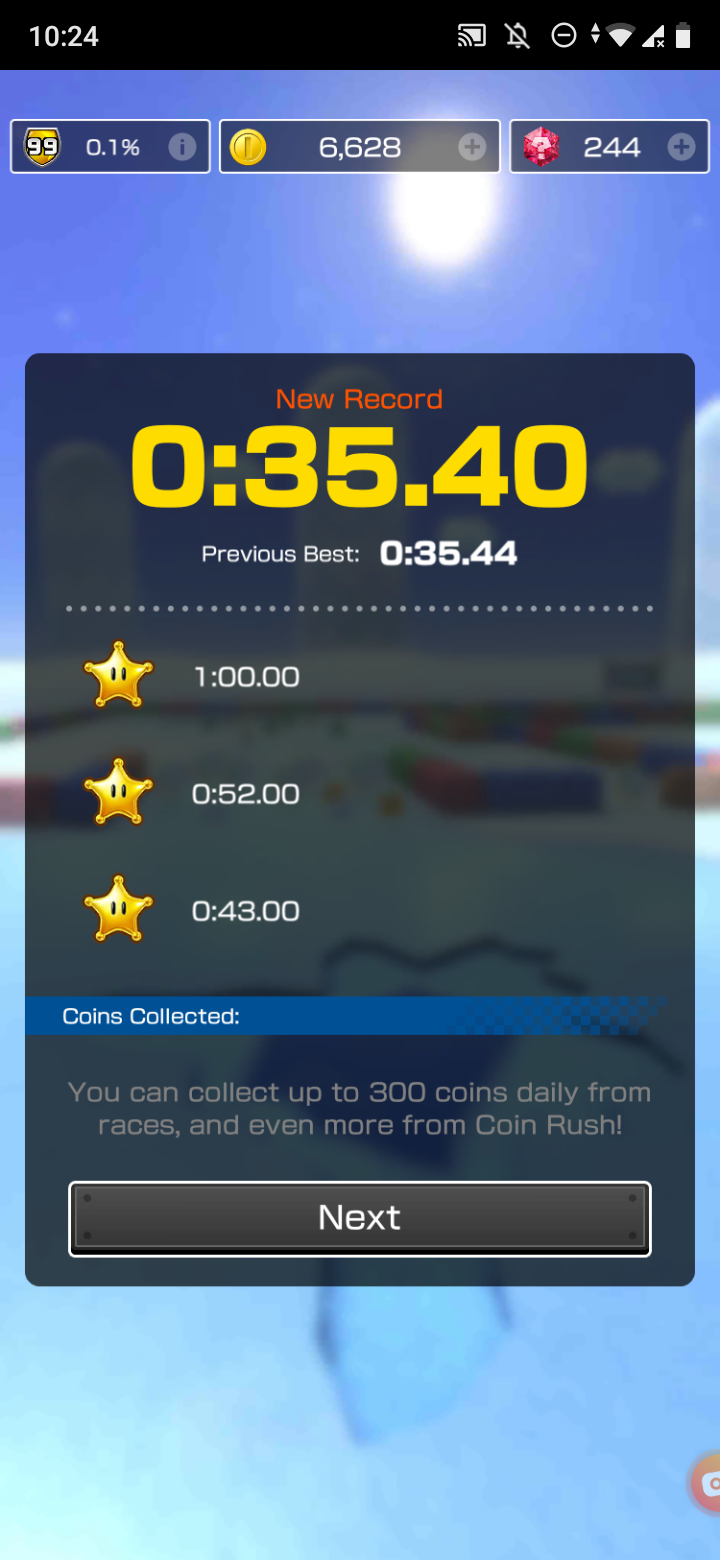 10:24
99 0.1% i 6,628 + 244 +
New Record
0:35.40
Previous Best: 0:35.44
1:00.00
0:52.00
0:43.00
Coins Collected:
You can collect up to 300 coins daily from
races, and even more from Coin Rush!
Next